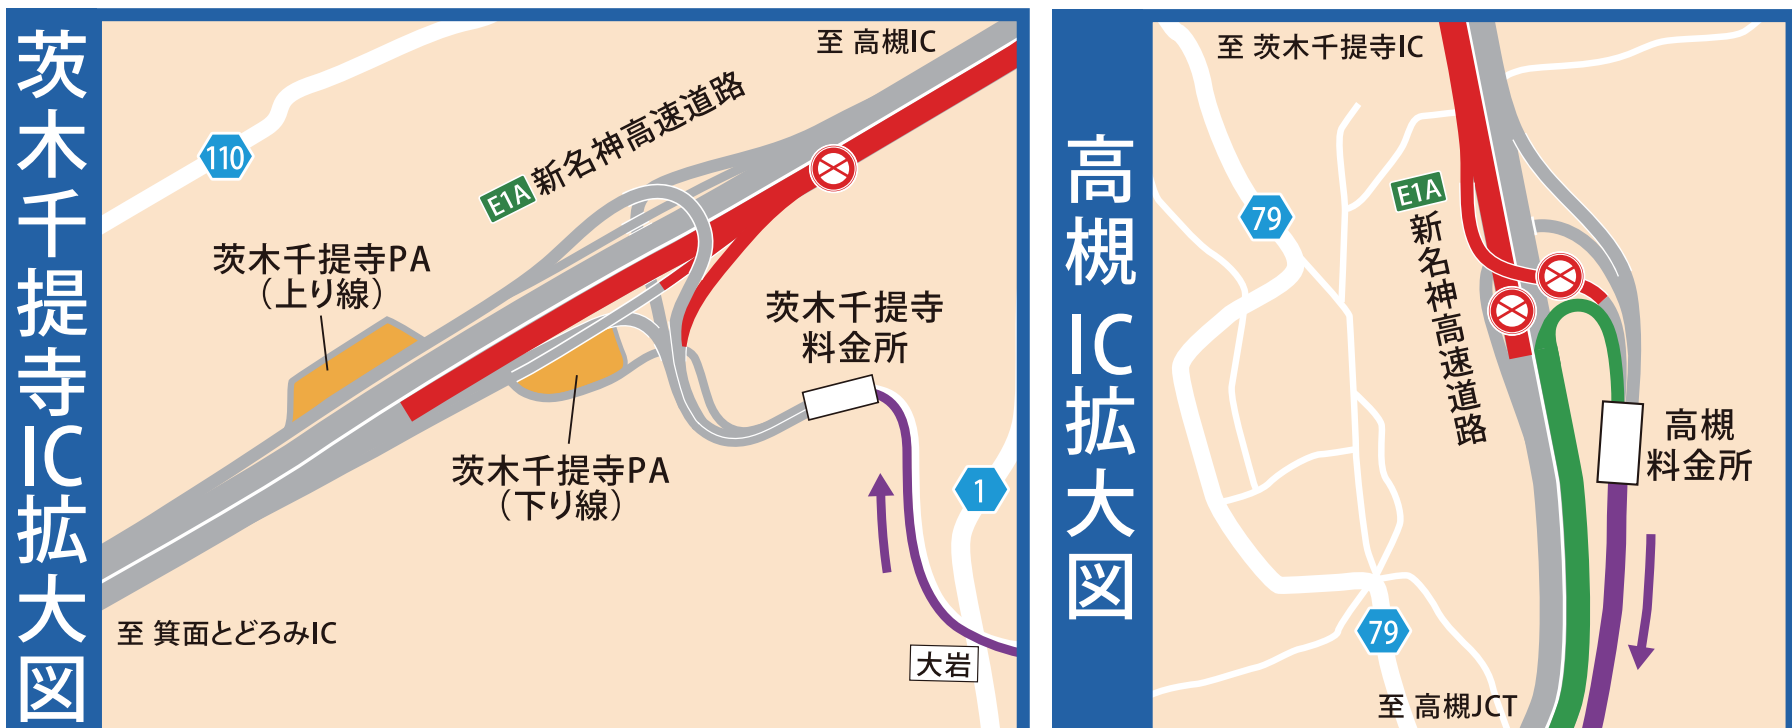 茨木千提寺IC拡大図
至 高槻IC
110
E1A 新名神高速道路
茨木千提寺PA
（上り線）
茨木千提寺
料金所
茨木千提寺PA
（下り線）
1
至 箕面とどろみIC
大岩
高槻IC拡大図
至 茨木千提寺IC
79
E1A
新名神高速道路
高槻
料金所
79
至 高槻JCT